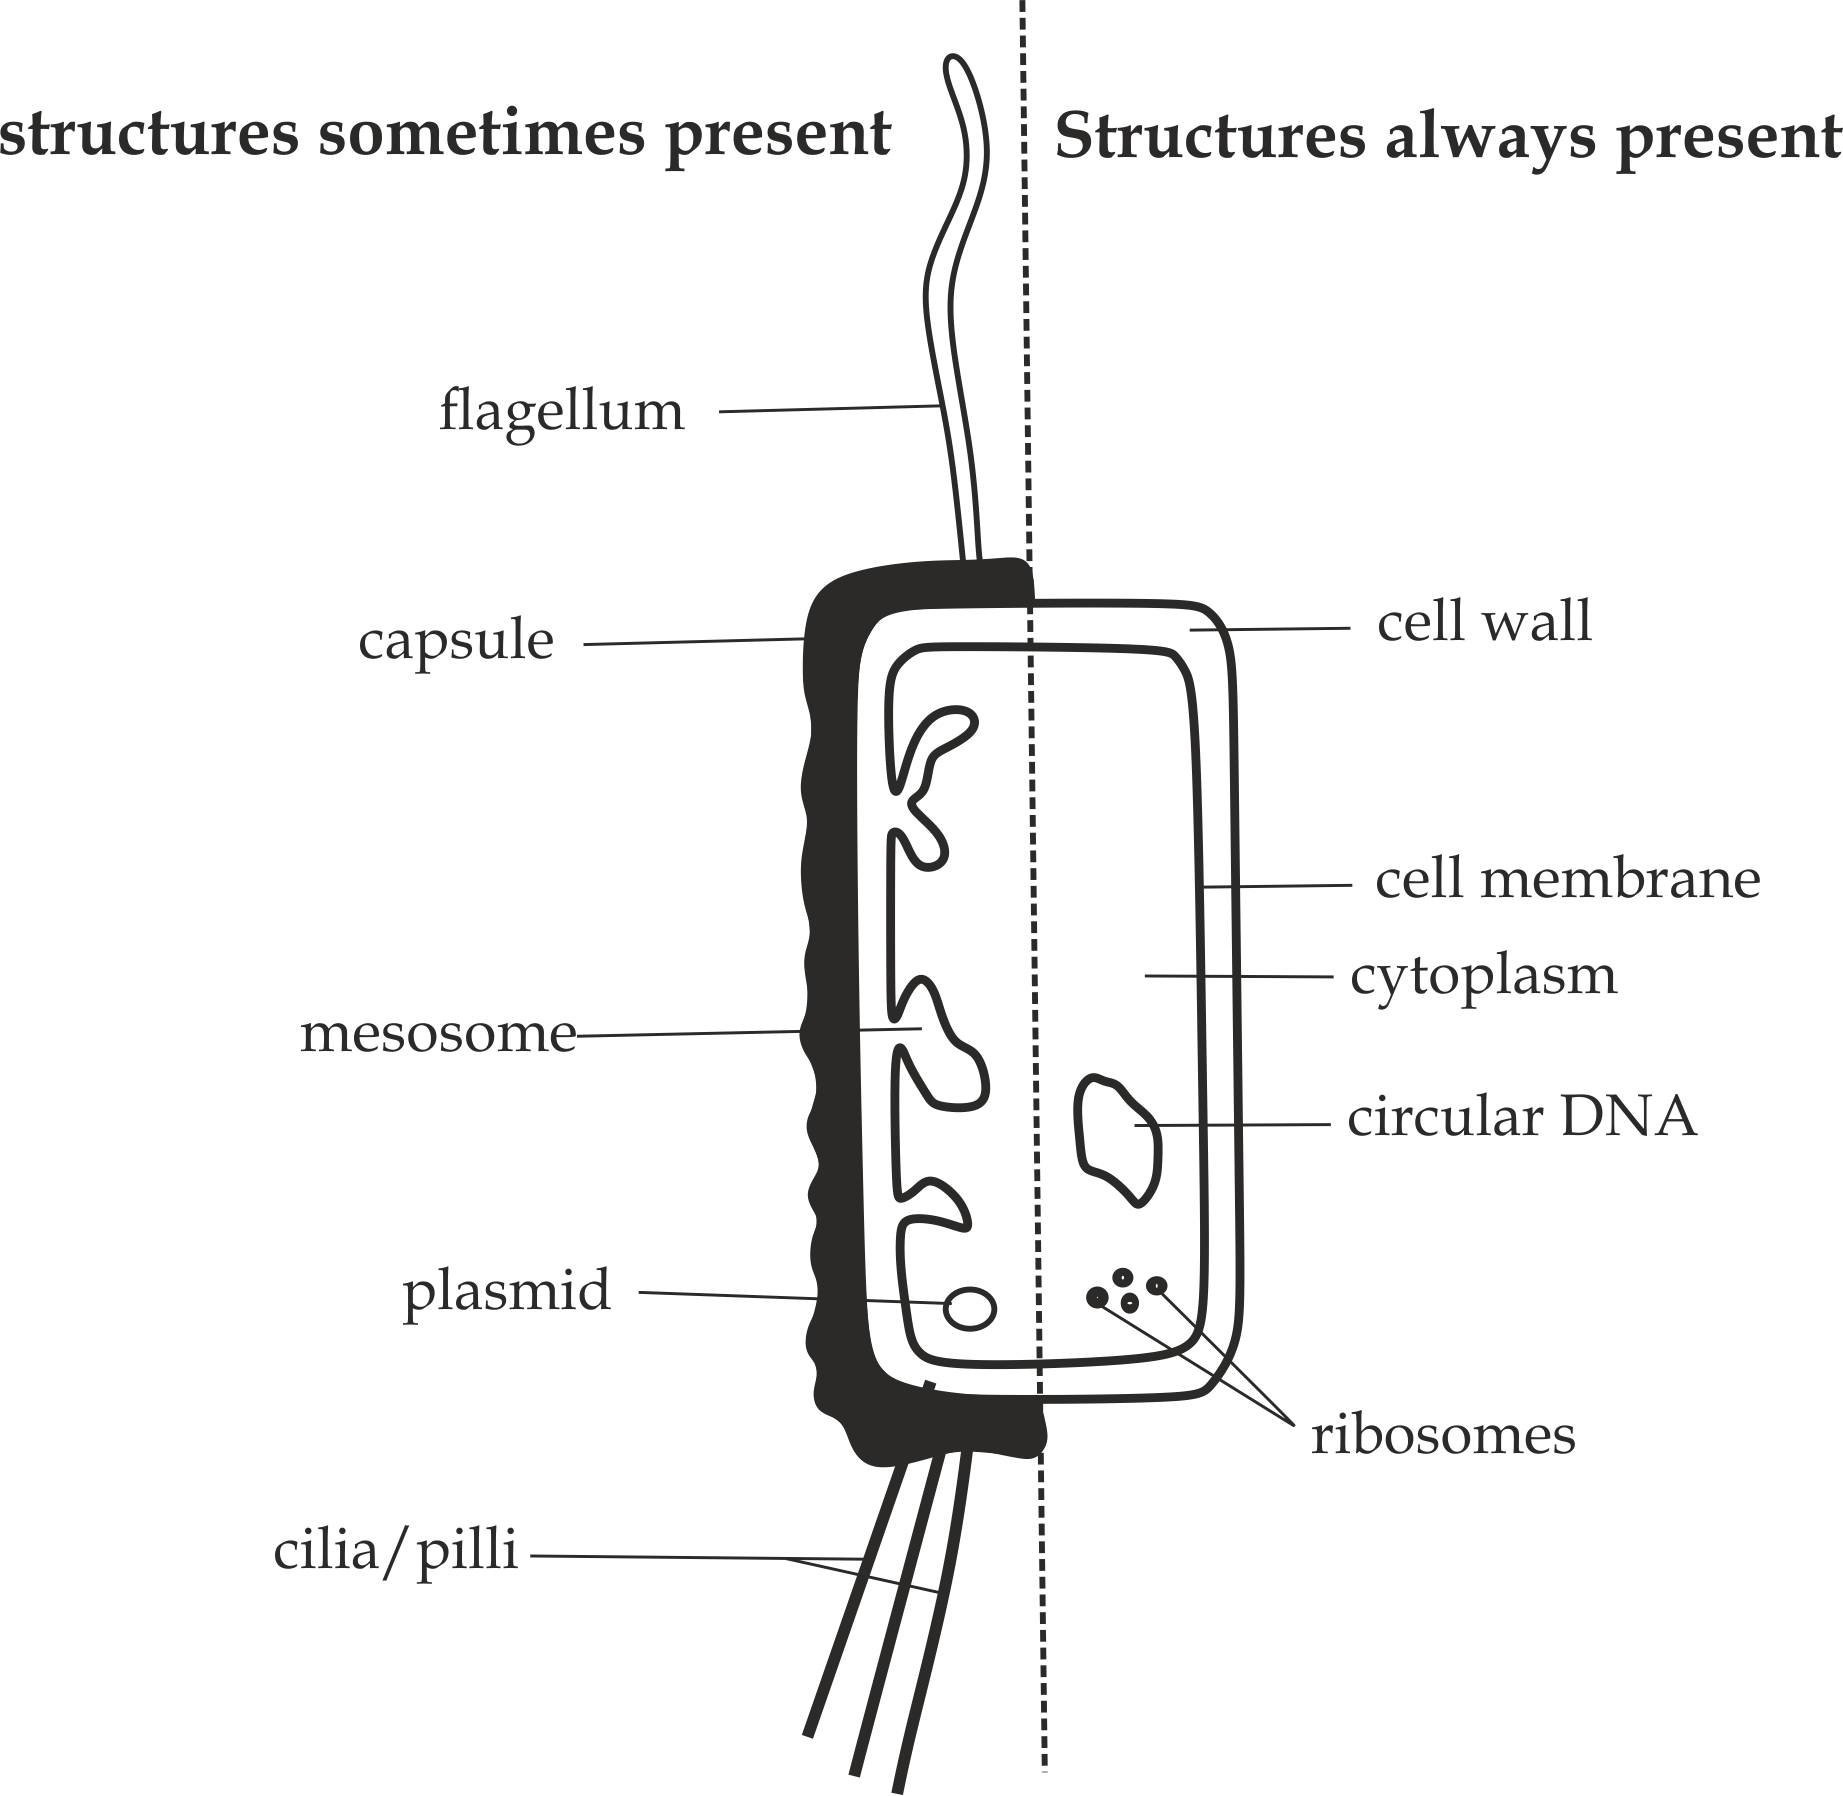 structures sometimes present
Structures always present
flagellum
capsule
cell wall
cell membrane
cytoplasm
mesosome
circular DNA
plasmid
ribosomes
cilia/pilli